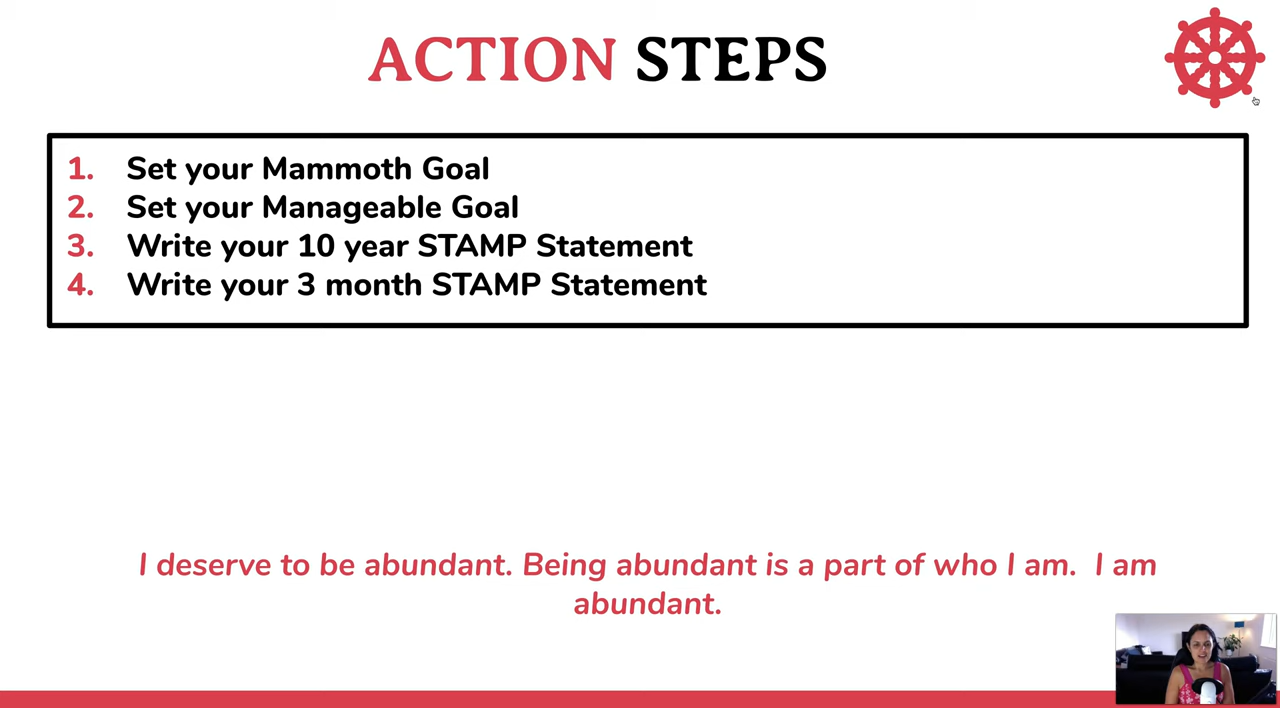 ACTION STEPS
1. Set your Mammoth Goal
2. Set your Manageable Goal
3. Write your 10 year STAMP Statement
4. Write your 3 month STAMP Statement
I deserve to be abundant. Being abundant is a part of who I am.  I am
abundant.